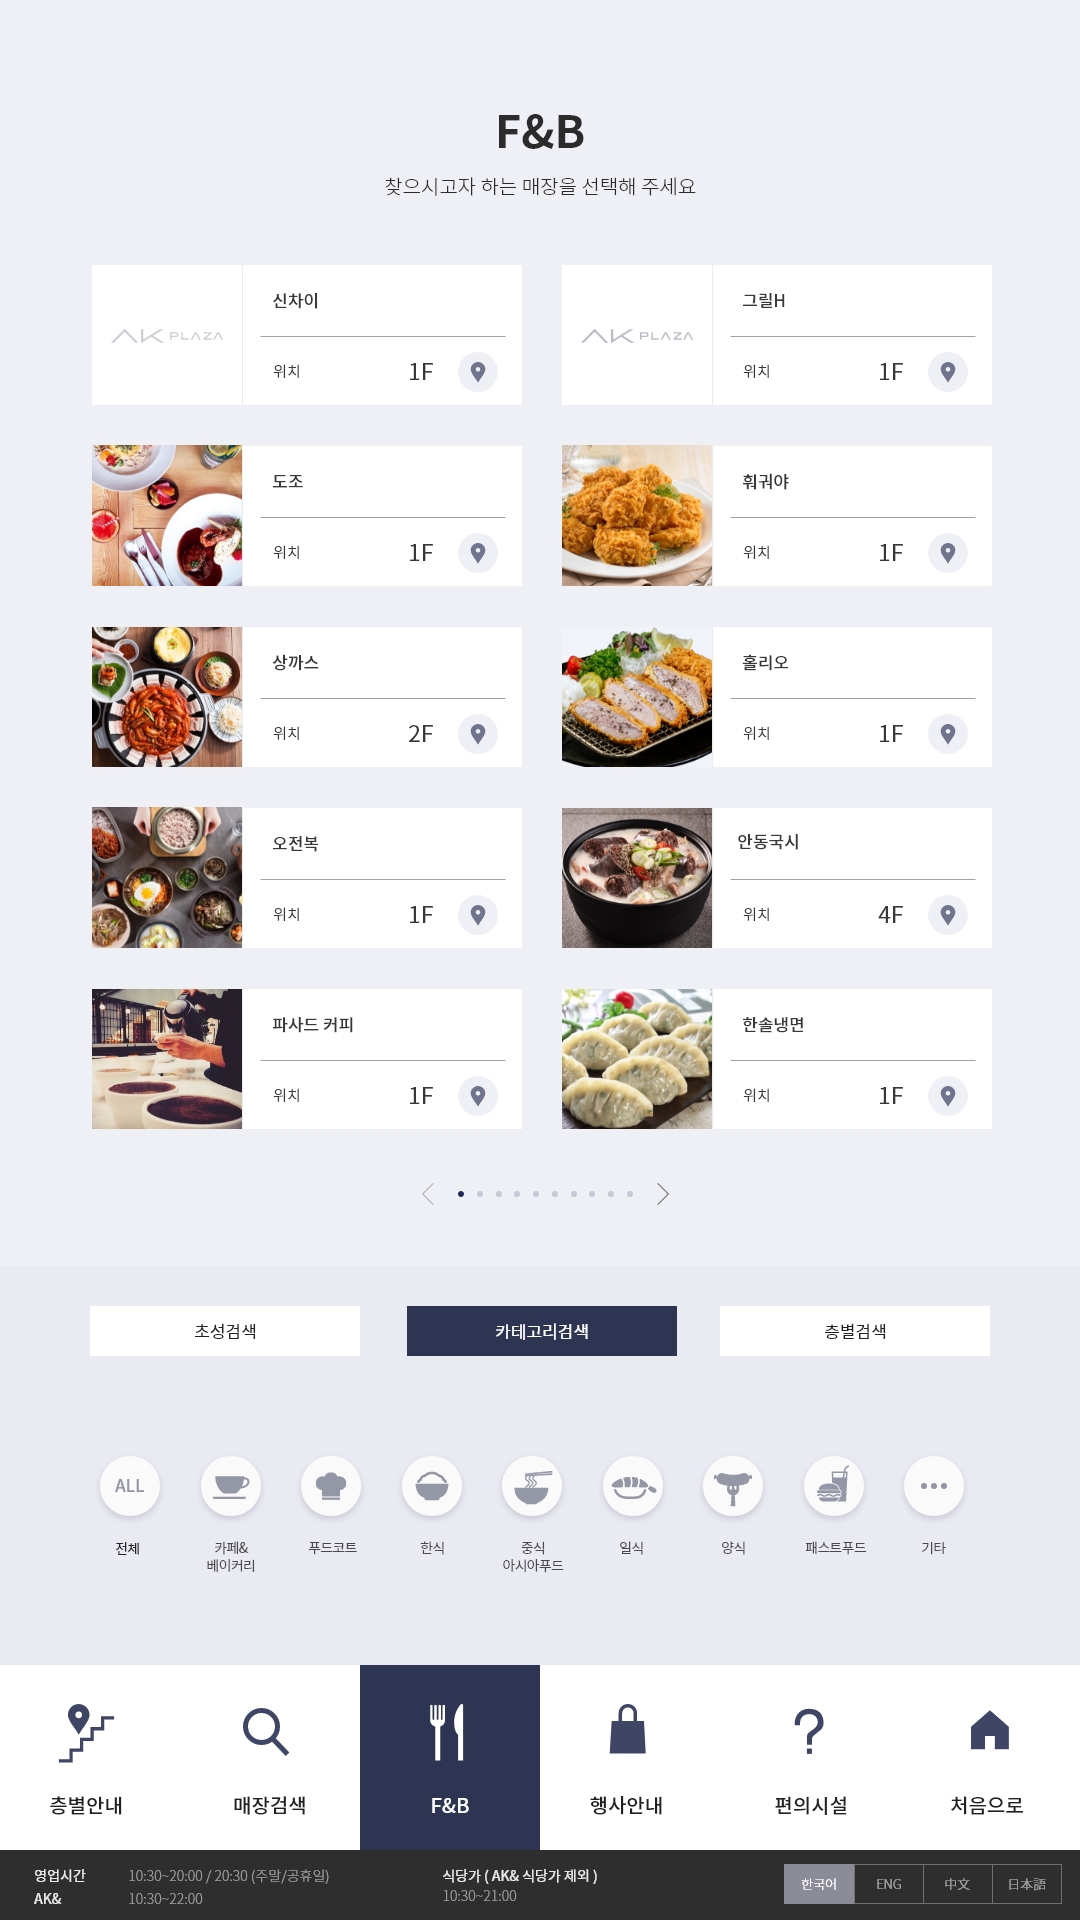 F&B
찾으시고자 하는 매장을 선택해 주세요
AK PLAZA
신차이
위치 1F
AK PLAZA
그릴H
위치 1F
도조
위치 1F
훠궈야
위치 1F
상까스
위치 2F
홀리오
위치 1F
오전복
위치 1F
안동국시
위치 4F
파사드 커피
위치 1F
한솔냉면
위치 1F
초성검색
카테고리검색
층별검색
ALL
전체
카페&
베이커리
푸드코트
한식
중식
아시아푸드
일식
양식
패스트푸드
기타
층별안내
매장검색
F&B
행사안내
편의시설
처음으로
영업시간 10:30~20:00 / 20:30 (주말/공휴일)
AK& 10:30~22:00
식당가 ( AK& 식당가 제외 )
10:30~21:00
한국어
ENG
中文
日本語